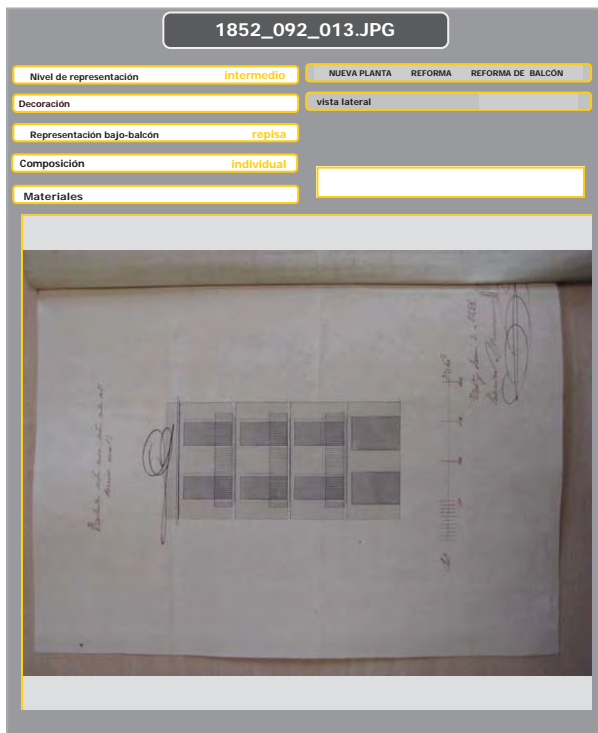 1852_092_013.JPG
Nivel de representación intermedio
NUEVA PLANTA REFORMA REFORMA DE BALCÓN
Decoración
vista lateral
Representación bajo-balcón repisa
Composición individual
Materiales